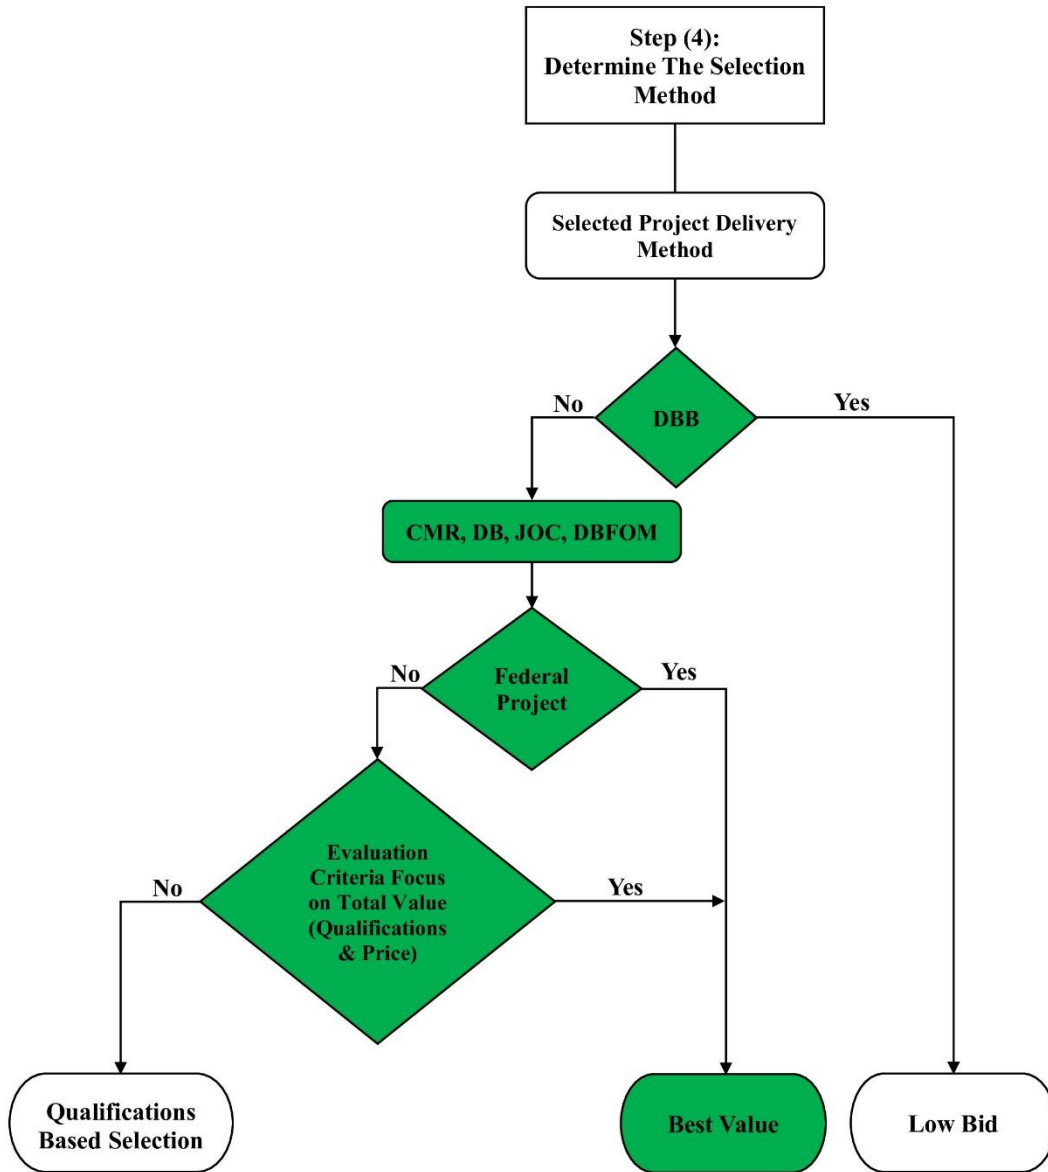 Step (4):
Determine The Selection
Method
Selected Project Delivery
Method
No
DBB
Yes
CMR, DB, JOC, DBFOM
No
Federal
Project
Yes
No
Evaluation
Criteria Focus
on Total Value
(Qualifications
& Price)
Yes
Qualifications
Based Selection
Best Value
Low Bid